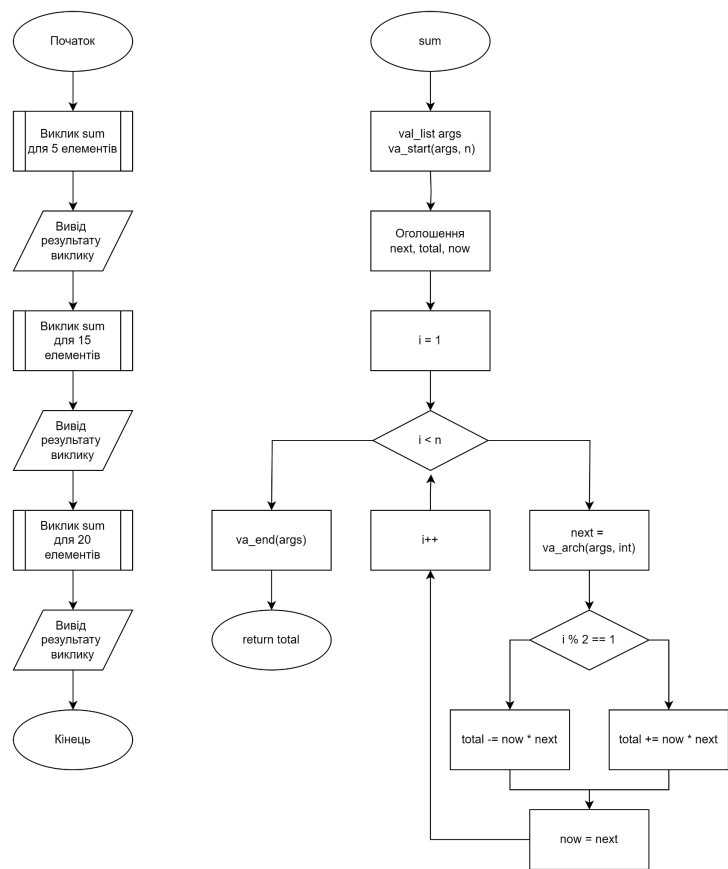 Початок
Виклик sum
для 5 елементів
Вивід
результату
виклику
Виклик sum
для 15
елементів
Вивід
результату
виклику
Виклик sum
для 20
елементів
Вивід
результату
виклику
Кінець
sum
val_list args
va_start(args, n)
Оголошення
next, total, now
i = 1
i < n
va_end(args)
return total
i++
next =
va_arch(args, int)
i % 2 == 1
total -= now * next
total += now * next
now = next